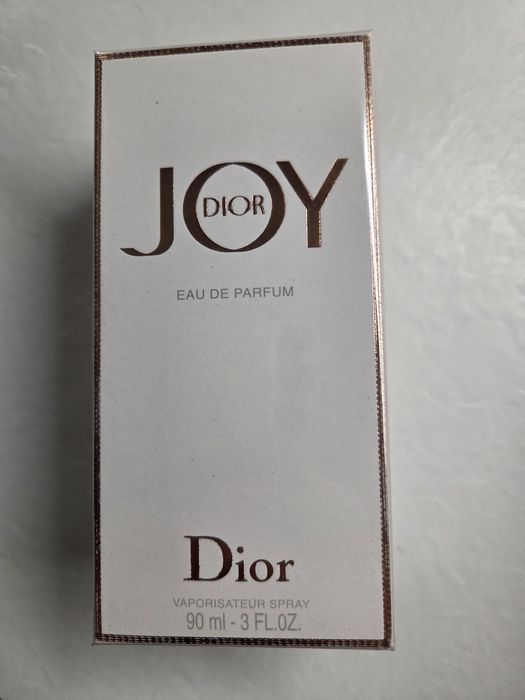 JOY
DIOR
EAU DE PARFUM
Dior
VAPORISATEUR SPRAY
90 ml - 3 FL.OZ.